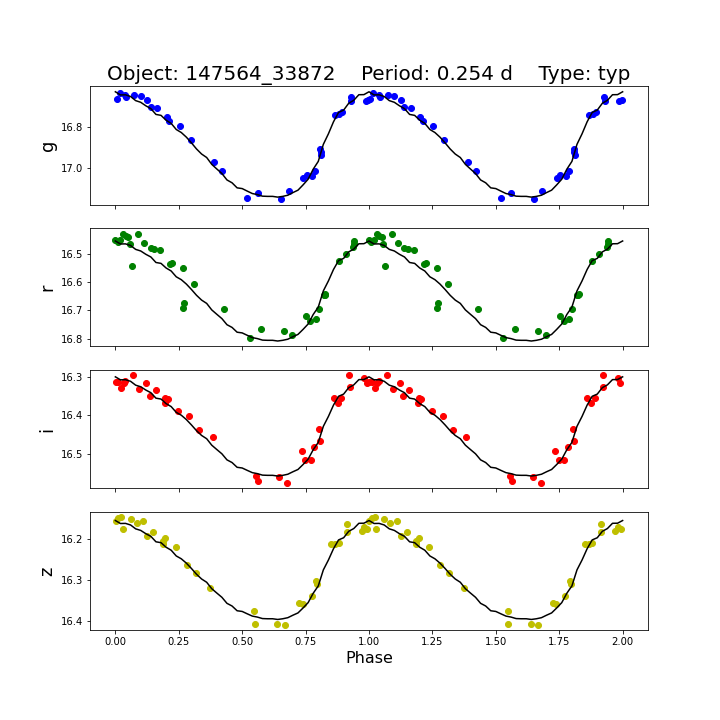 Object: 147564_33872    Period: 0.254 d    Type: typ
g
16.8
17.0
r
16.5
16.6
16.7
16.8
i
16.3
16.4
16.5
z
16.2
16.3
16.4
0.00 0.25 0.50 0.75 1.00 1.25 1.50 1.75 2.00
Phase